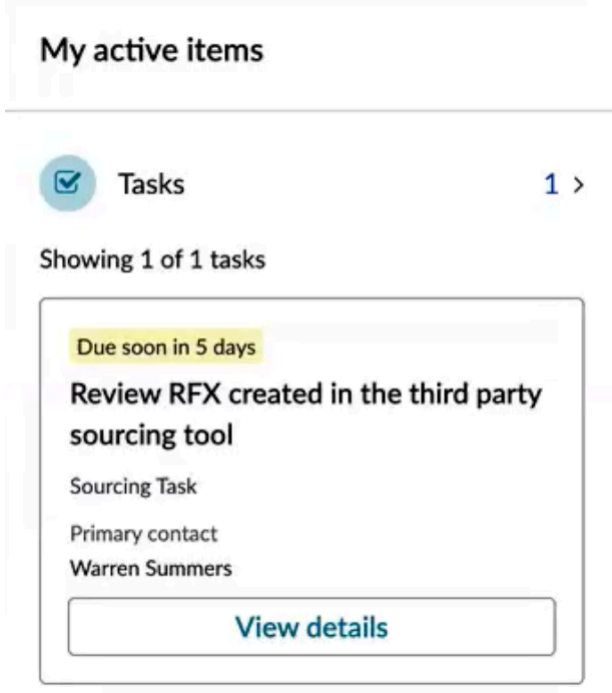 My active items
Tasks
1 >
Showing 1 of 1 tasks
Due soon in 5 days
Review RFX created in the third party
sourcing tool
Sourcing Task
Primary contact
Warren Summers
View details